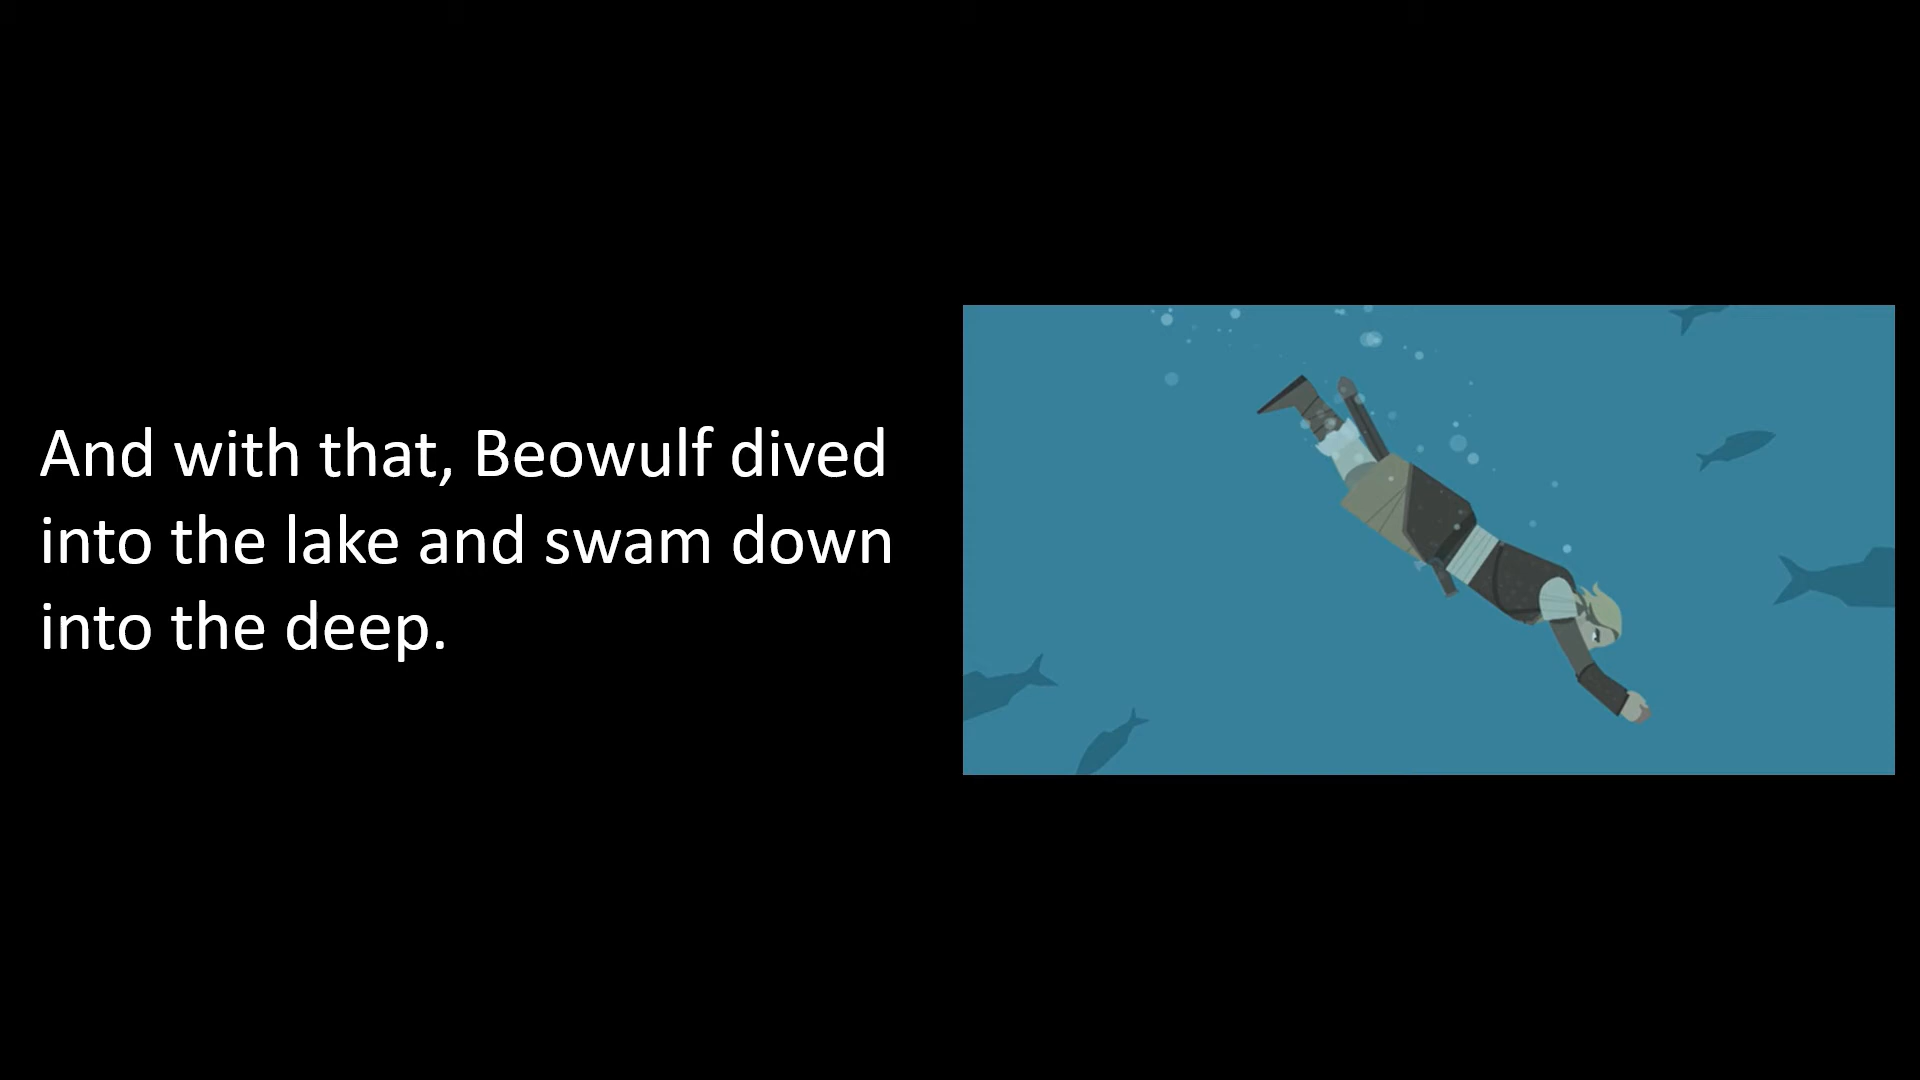 And with that, Beowulf dived
into the lake and swam down
into the deep.